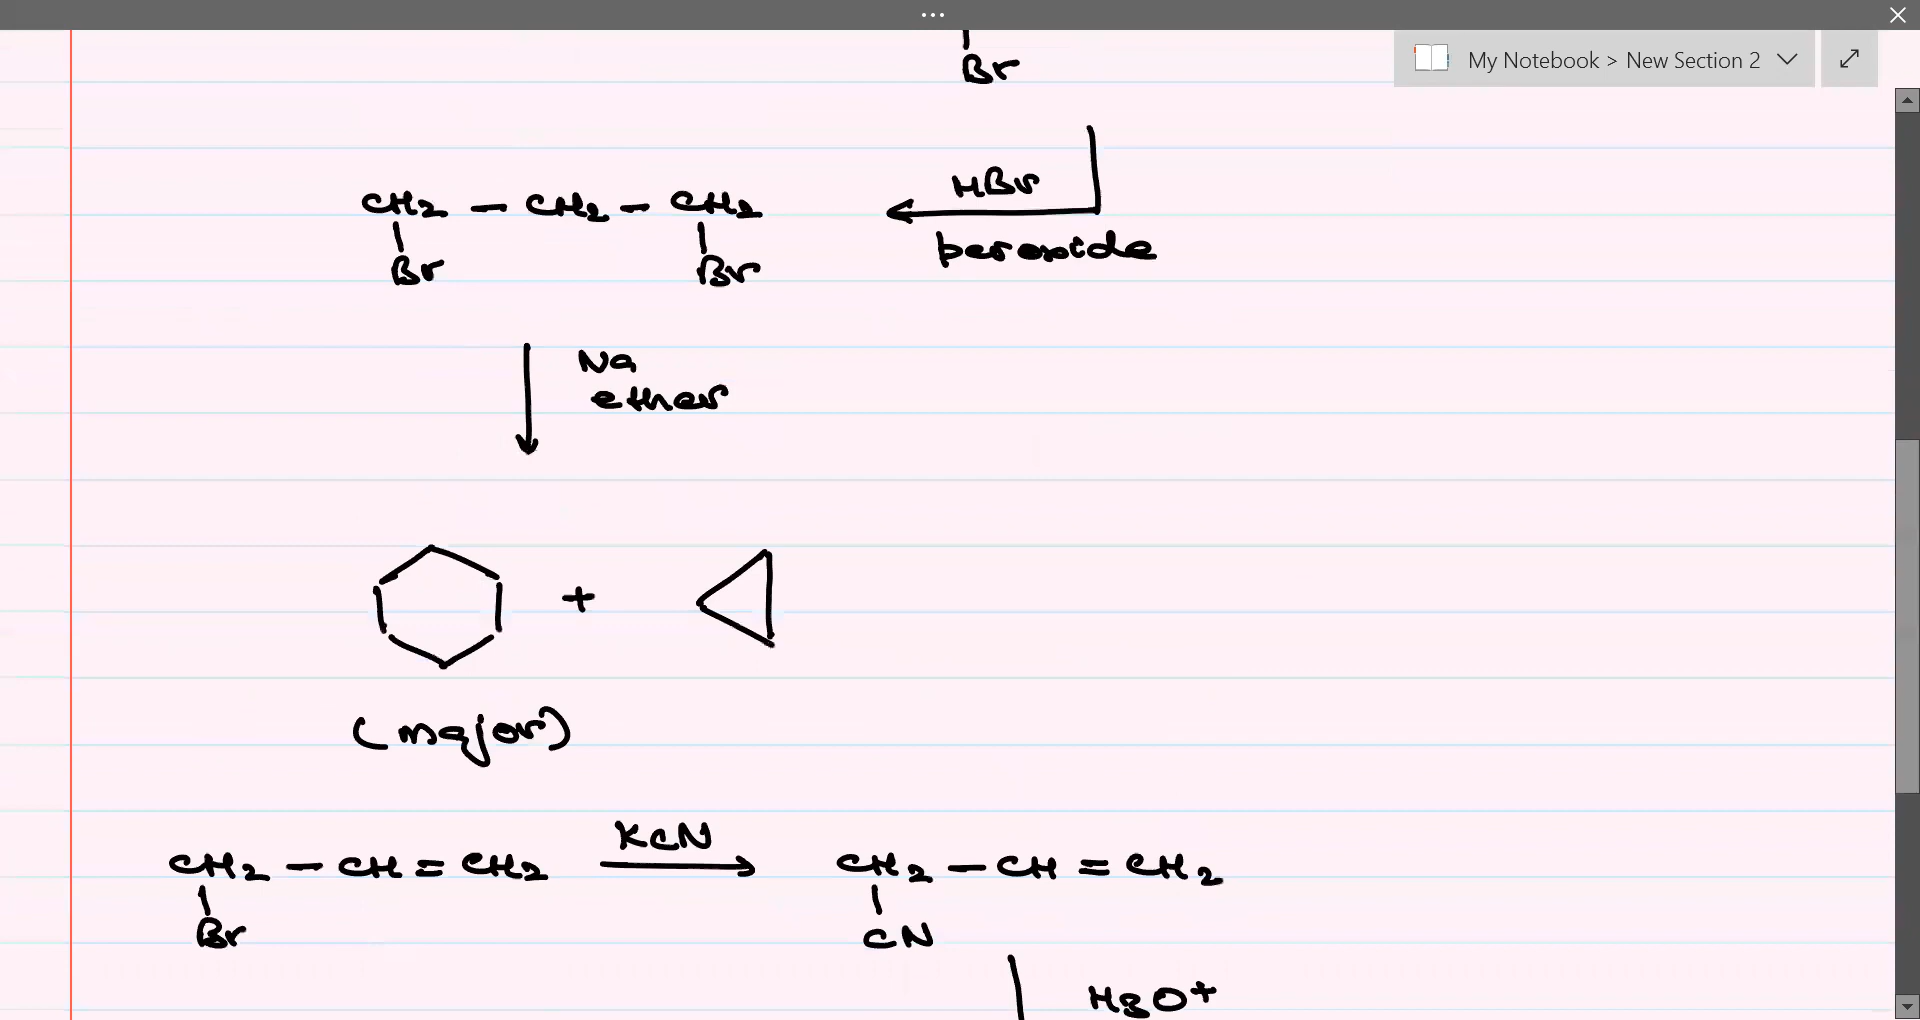 ...
My Notebook > New Section 2
Br
HBr
CH2 - CH2 - CH2
peroxide
Br Br
Na
ether
+
(major)
KCN
CH2 - CH = CH2 CH2 - CH = CH2
Br CN
H3O+